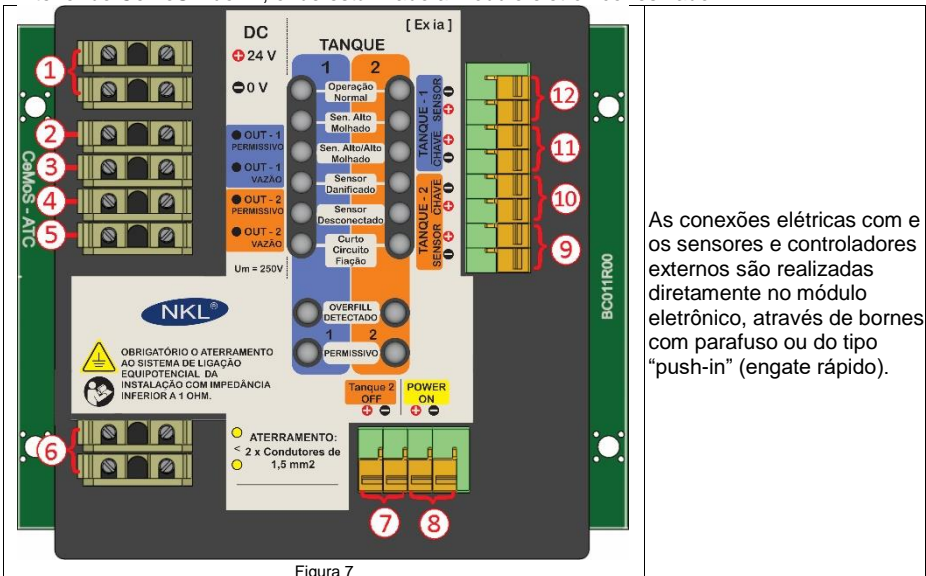 DC
+ 24 V
- 0 V
[ Ex ia ]
TANQUE
1 2
Operação
Normal
Sen. Alto
Molhado
Sen. Alto/Alto
Molhado
Sensor
Danificado
Sensor
Desconectado
Curto
Circuito
Fiação
OVERFILL
DETECTADO
1 2
PERMISSIVO
OUT - 1
PERMISSIVO
OUT - 1
VAZÃO
OUT - 2
PERMISSIVO
OUT - 2
VAZÃO
Um = 250V
TANQUE - 1
CHAVE SENSOR
TANQUE - 2
SENSOR CHAVE
1
2
3
4
5
6
7
8
9
10
11
12
CeMoS - ATC
BC011R00
NKL®
OBRIGATÓRIO O ATERRAMENTO
AO SISTEMA DE LIGAÇÃO
EQUIPOTENCIAL DA
INSTALAÇÃO COM IMPEDÂNCIA
INFERIOR A 1 OHM.
Tanque 2
OFF
+ -
POWER
ON
+ -
ATERRAMENTO:
< 2 x Condutores de
1,5 mm2
Figura 7
As conexões elétricas com e
os sensores e controladores
externos são realizadas
diretamente no módulo
eletrônico, através de bornes
com parafuso ou do tipo
“push-in” (engate rápido).